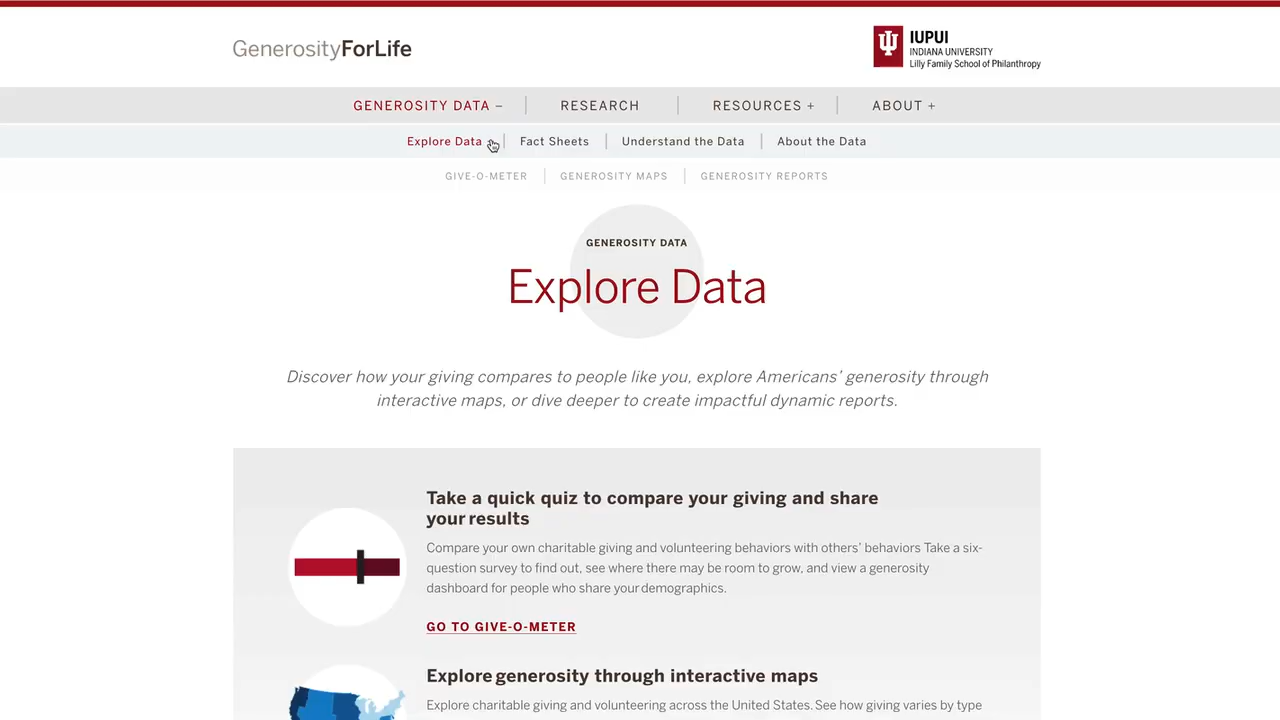 GenerosityForLife
IUPUI
INDIANA UNIVERSITY
Lilly Family School of Philanthropy
GENEROSITY DATA –
RESEARCH
RESOURCES +
ABOUT +
Explore Data
Fact Sheets
Understand the Data
About the Data
GIVE-O-METER
GENEROSITY MAPS
GENEROSITY REPORTS
GENEROSITY DATA
Explore Data
Discover how your giving compares to people like you, explore Americans’ generosity through
interactive maps, or dive deeper to create impactful dynamic reports.
Take a quick quiz to compare your giving and share
your results
Compare your own charitable giving and volunteering behaviors with others’ behaviors Take a six-
question survey to find out, see where there may be room to grow, and view a generosity
dashboard for people who share your demographics.
GO TO GIVE-O-METER
Explore generosity through interactive maps
Explore charitable giving and volunteering across the United States. See how giving varies by type